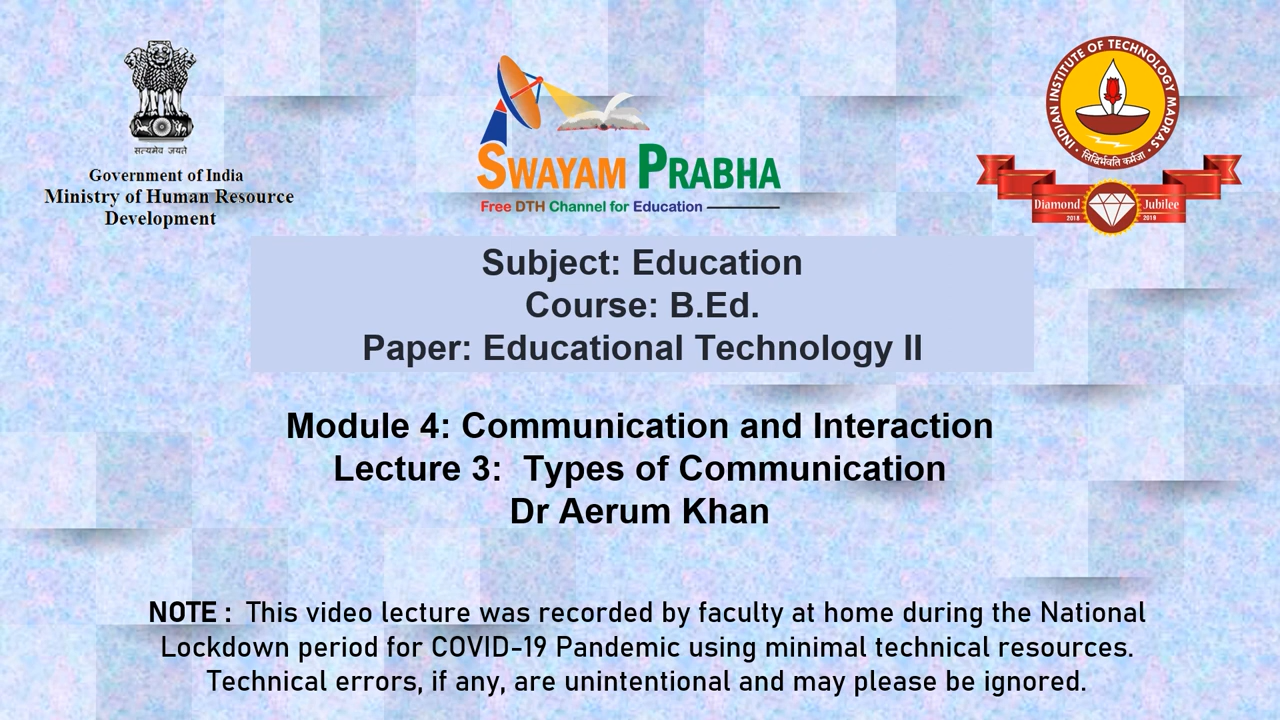 सत्यमेव जयते
Government of India
Ministry of Human Resource
Development
SWAYAM PRABHA
Free DTH Channel for Education
INDIAN INSTITUTE OF TECHNOLOGY MADRAS
सिद्धिर्भवति कर्मजा
Diamond Jubilee
2018 2019
Subject: Education
Course: B.Ed.
Paper: Educational Technology II
Module 4: Communication and Interaction
Lecture 3: Types of Communication
Dr Aerum Khan
NOTE : This video lecture was recorded by faculty at home during the National
Lockdown period for COVID-19 Pandemic using minimal technical resources.
Technical errors, if any, are unintentional and may please be ignored.